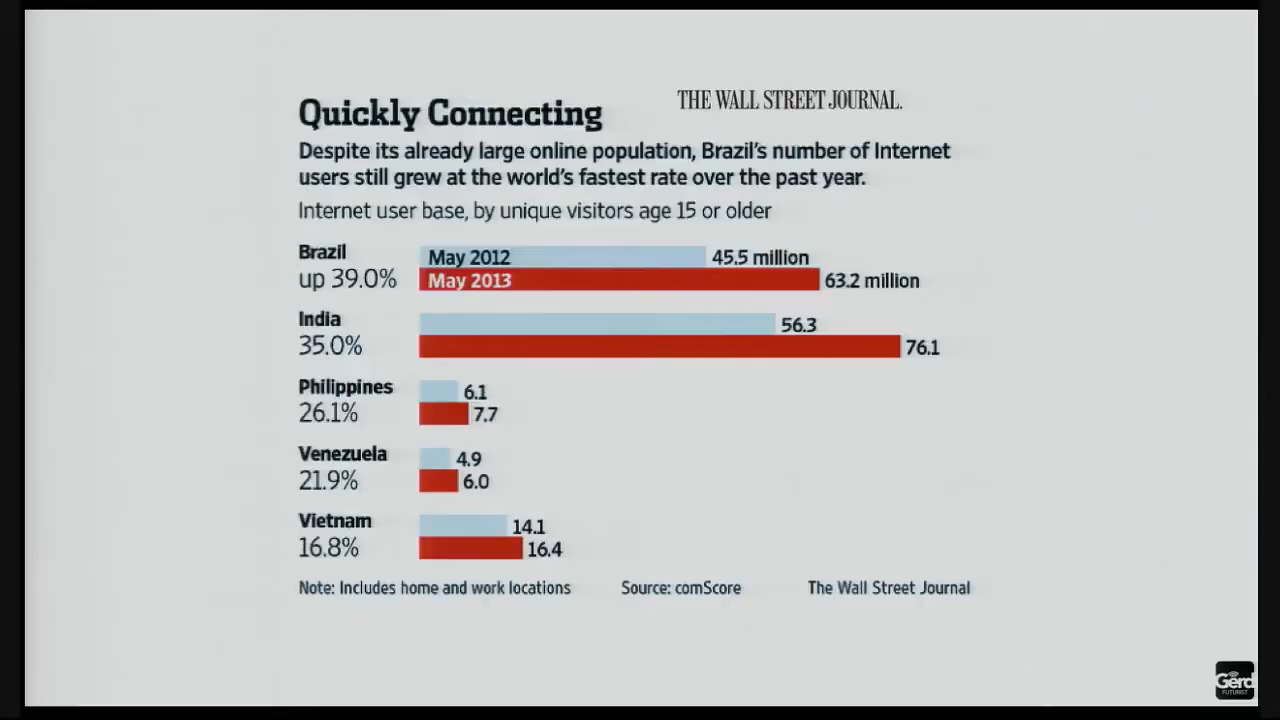 Quickly Connecting
THE WALL STREET JOURNAL.
Despite its already large online population, Brazil's number of Internet
users still grew at the world's fastest rate over the past year.
Internet user base, by unique visitors age 15 or older
Brazil
up 39.0%
May 2012
45.5 million
May 2013
63.2 million
India
35.0%
56.3
76.1
Philippines
26.1%
6.1
7.7
Venezuela
21.9%
4.9
6.0
Vietnam
16.8%
14.1
16.4
Note: Includes home and work locations
Source: comScore
The Wall Street Journal
Gerd
FUTURIST